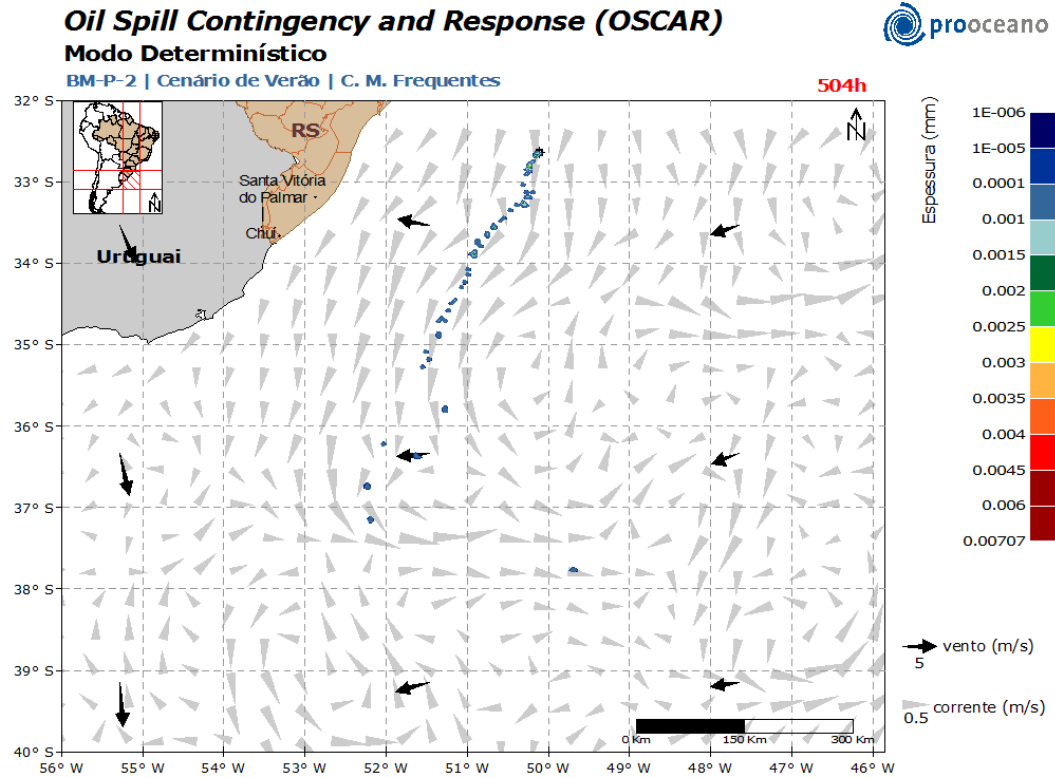 Oil Spill Contingency and Response (OSCAR)
prooceano
Modo Determinístico
BM-P-2 | Cenário de Verão | C. M. Frequentes
504h
32° S
33° S
34° S
35° S
36° S
37° S
38° S
39° S
40° S
56° W
55° W
54° W
53° W
52° W
51° W
50° W
49° W
48° W
47° W
46° W
N
RS
Santa Vitória
do Palmar
Chuí
Uruguai
N
0 Km
150 Km
300 Km
Espessura (mm)
1E-006
1E-005
0.0001
0.001
0.0015
0.002
0.0025
0.003
0.0035
0.004
0.0045
0.006
0.00707
vento (m/s)
5
corrente (m/s)
0.5